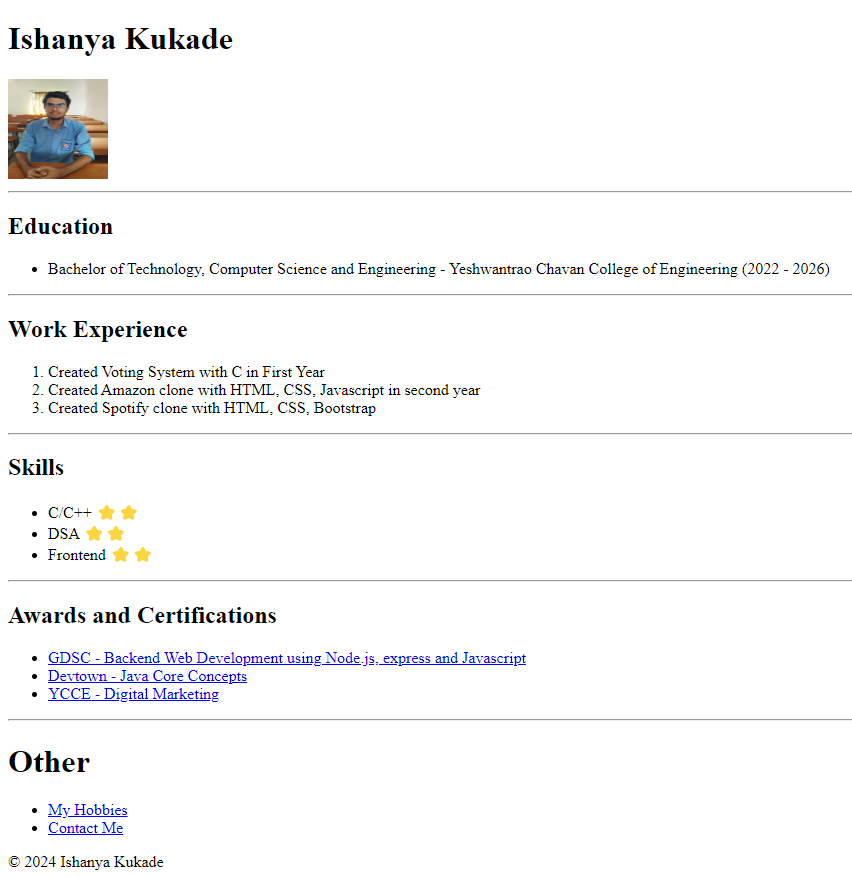 Ishanya Kukade
Education
• Bachelor of Technology, Computer Science and Engineering - Yeshwantrao Chavan College of Engineering (2022 - 2026)
Work Experience
1. Created Voting System with C in First Year
2. Created Amazon clone with HTML, CSS, Javascript in second year
3. Created Spotify clone with HTML, CSS, Bootstrap
Skills
• C/C++ ⭐ ⭐
• DSA ⭐ ⭐
• Frontend ⭐ ⭐
Awards and Certifications
• GDSC - Backend Web Development using Node.js, express and Javascript
• Devtown - Java Core Concepts
• YCCE - Digital Marketing
Other
• My Hobbies
• Contact Me
© 2024 Ishanya Kukade